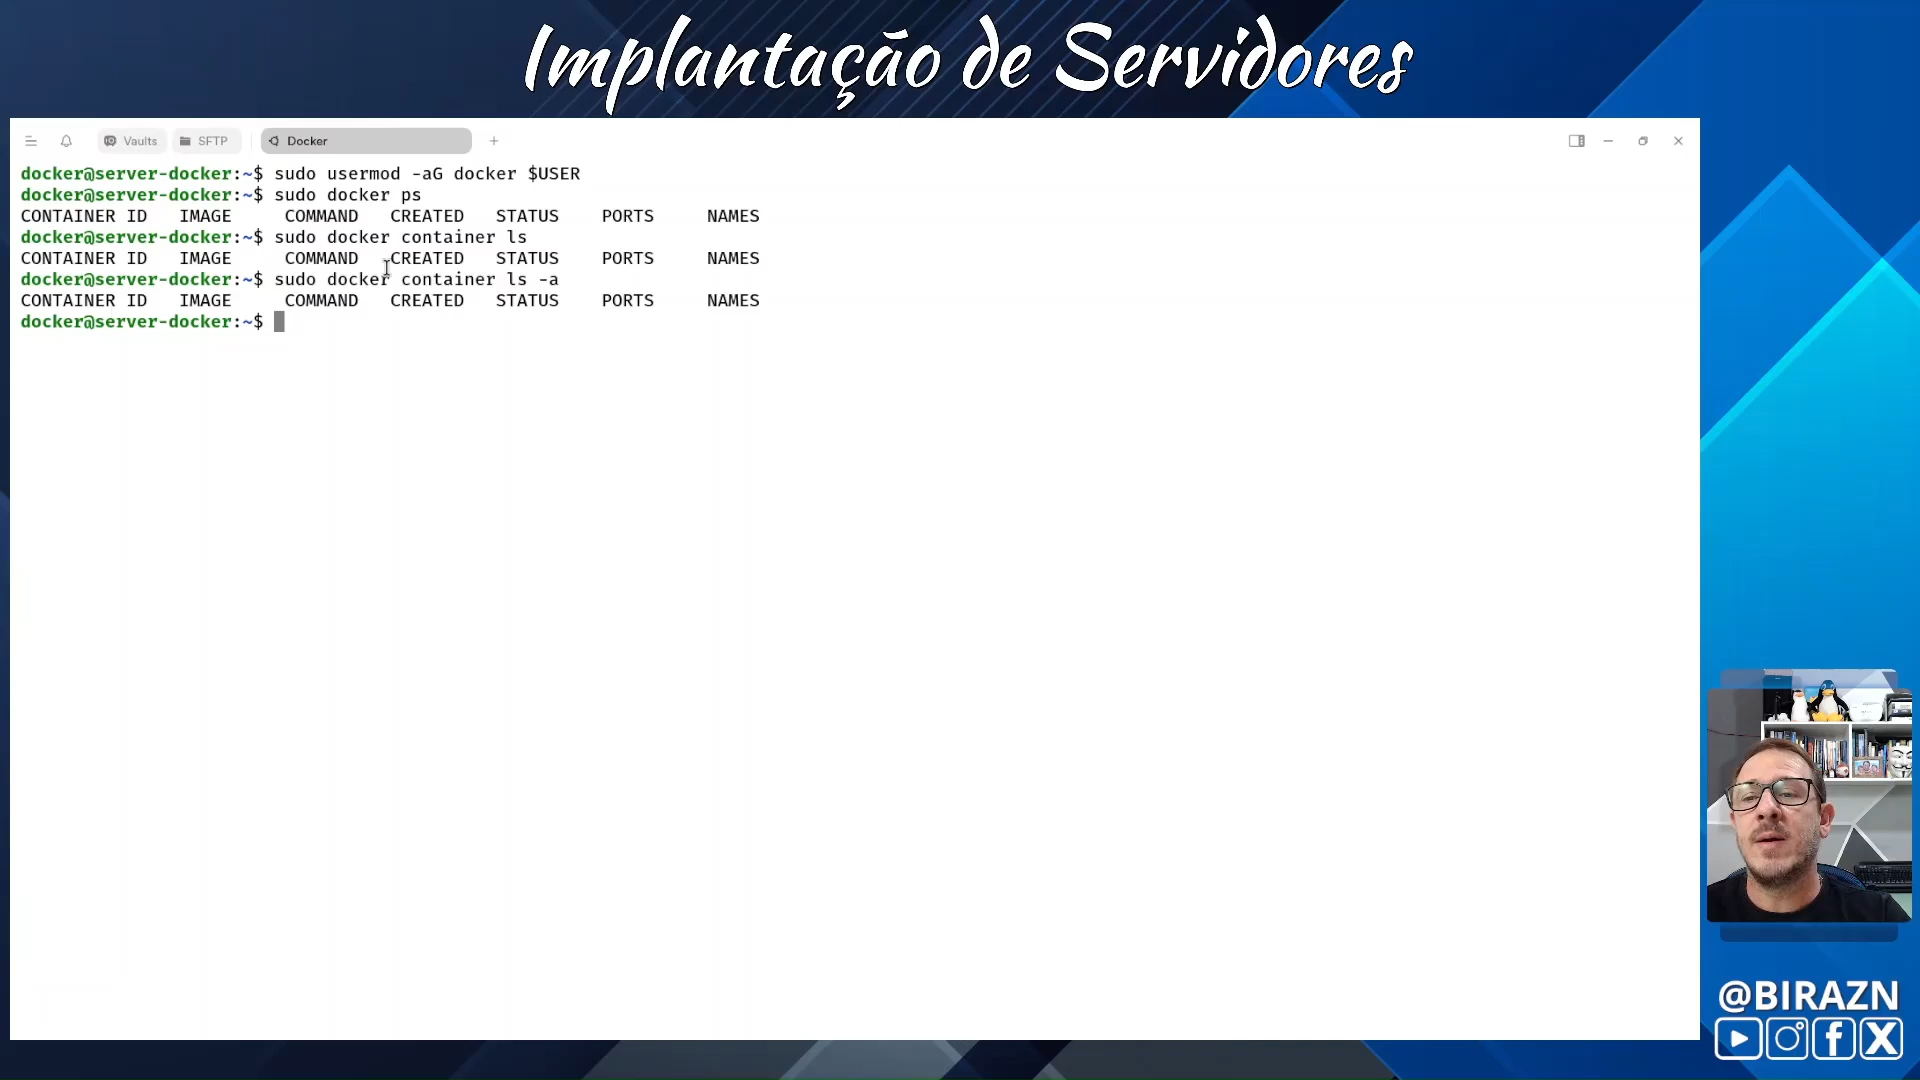 Implantação de Servidores
Vaults
SFTP
Docker
docker@server-docker:~$ sudo usermod -aG docker $USER
docker@server-docker:~$ sudo docker ps
CONTAINER ID   IMAGE     COMMAND   CREATED   STATUS    PORTS     NAMES
docker@server-docker:~$ sudo docker container ls
CONTAINER ID   IMAGE     COMMAND   CREATED   STATUS    PORTS     NAMES
docker@server-docker:~$ sudo docker container ls -a
CONTAINER ID   IMAGE     COMMAND   CREATED   STATUS    PORTS     NAMES
docker@server-docker:~$
@BIRAZN